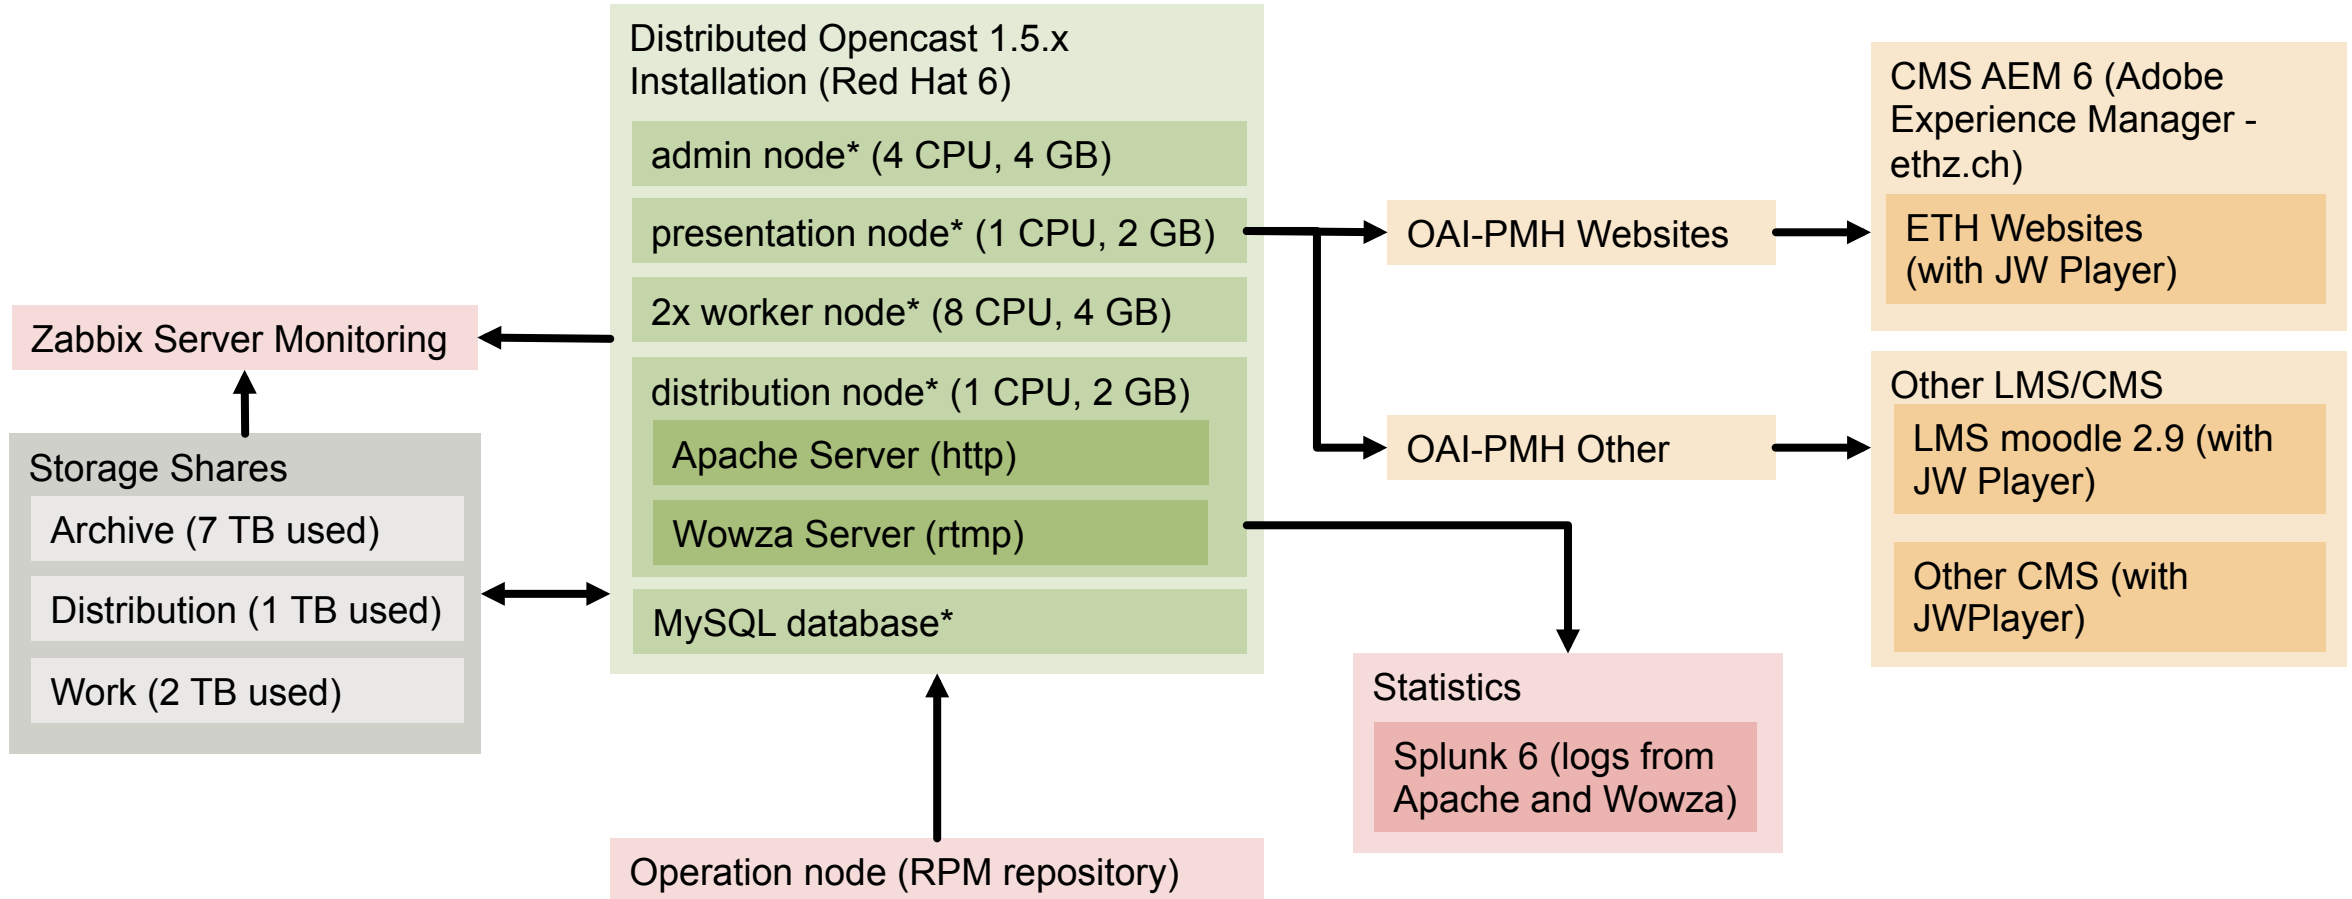 Distributed Opencast 1.5.x
Installation (Red Hat 6)
admin node* (4 CPU, 4 GB)
presentation node* (1 CPU, 2 GB)
2x worker node* (8 CPU, 4 GB)
distribution node* (1 CPU, 2 GB)
Apache Server (http)
Wowza Server (rtmp)
MySQL database*
Zabbix Server Monitoring
Storage Shares
Archive (7 TB used)
Distribution (1 TB used)
Work (2 TB used)
Operation node (RPM repository)
OAI-PMH Websites
OAI-PMH Other
Statistics
Splunk 6 (logs from
Apache and Wowza)
CMS AEM 6 (Adobe
Experience Manager -
ethz.ch)
ETH Websites
(with JW Player)
Other LMS/CMS
LMS moodle 2.9 (with
JW Player)
Other CMS (with
JWPlayer)